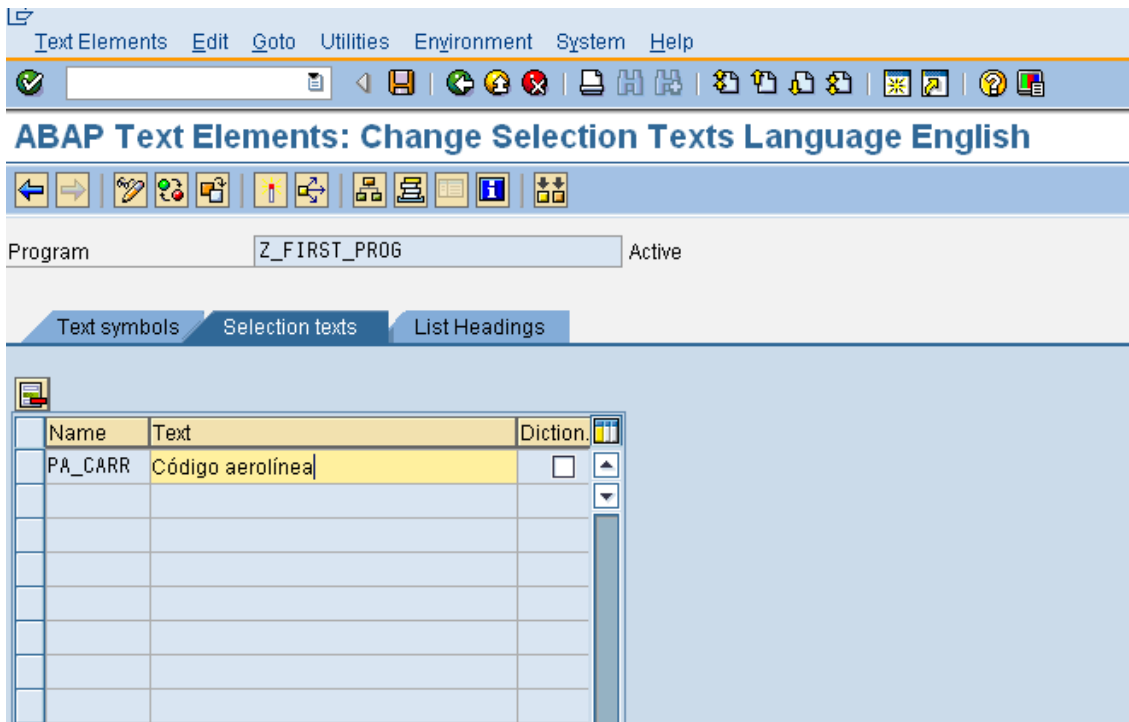 Text Elements Edit Goto Utilities Environment System Help
ABAP Text Elements: Change Selection Texts Language English
Program Z_FIRST_PROG Active
Text symbols Selection texts List Headings
Name Text Diction.
PA_CARR Código aerolínea